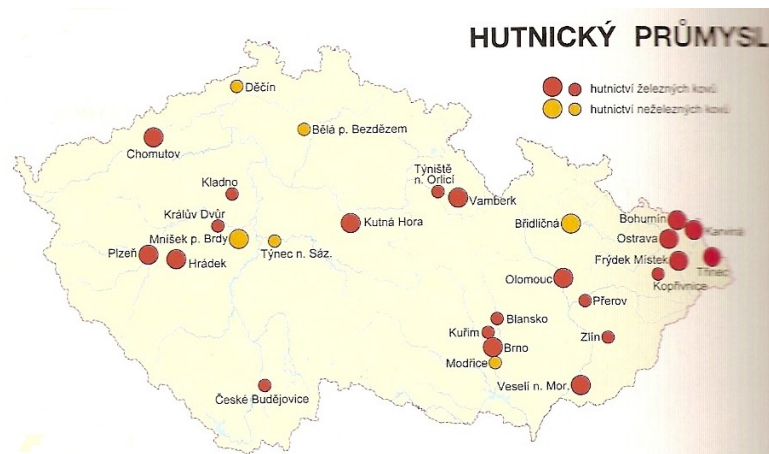 HUTNICKÝ PRŮMYSL
hutnictví železných kovů
hutnictví neželezných kovů
Děčín
Bělá p. Bezdězem
Chomutov
Kladno
Týniště
n. Orlicí
Vamberk
Králův Dvůr
Kutná Hora
Mníšek p. Brdy
Týnec n. Sáz.
Plzeň
Hrádek
Břidličná
Bohumín
Karviná
Ostrava
Frýdek Místek
Třinec
Kopřivnice
Olomouc
Přerov
Blansko
Kuřim
Brno
Zlín
Modřice
Veselí n. Mor.
České Budějovice